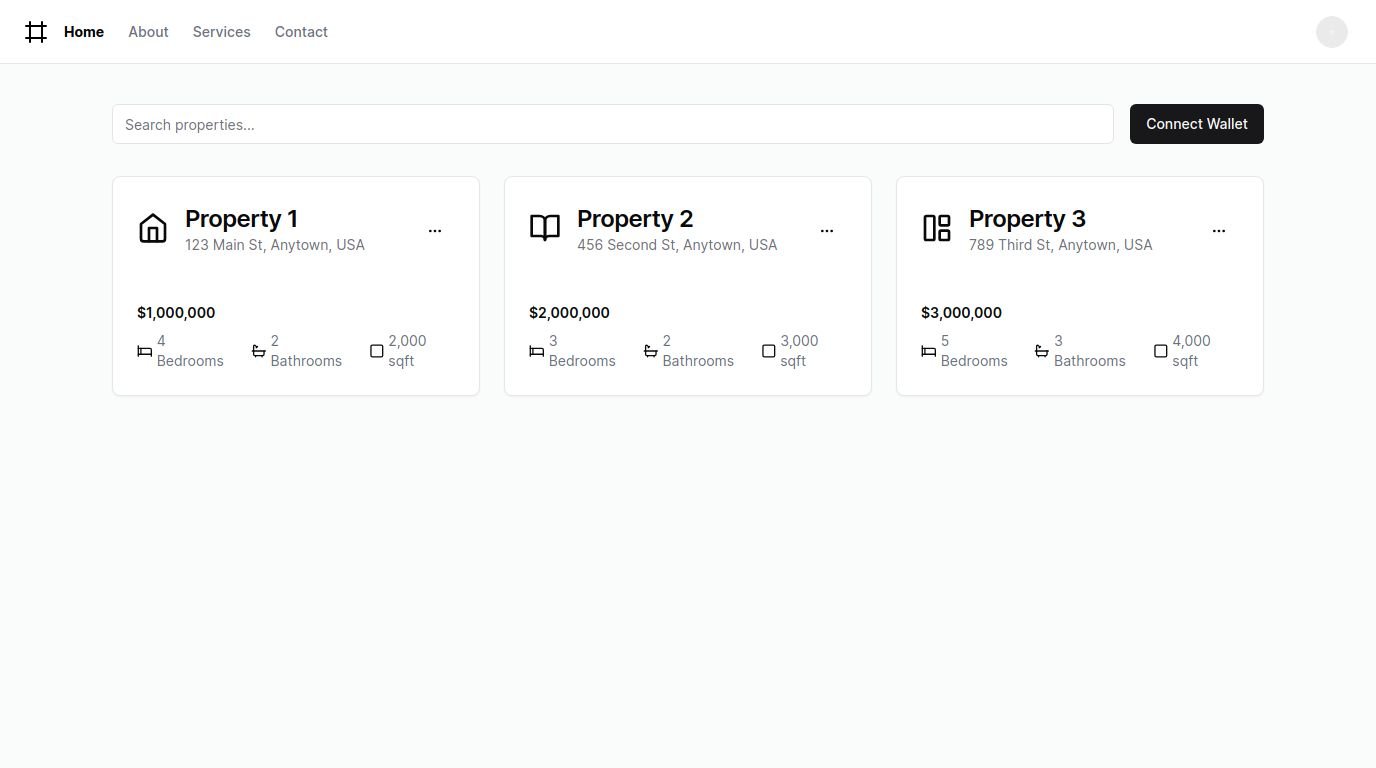 Home About Services Contact
Search properties...
Connect Wallet
Property 1
123 Main St, Anytown, USA
$1,000,000
4 Bedrooms
2 Bathrooms
2,000 sqft
Property 2
456 Second St, Anytown, USA
$2,000,000
3 Bedrooms
2 Bathrooms
3,000 sqft
Property 3
789 Third St, Anytown, USA
$3,000,000
5 Bedrooms
3 Bathrooms
4,000 sqft